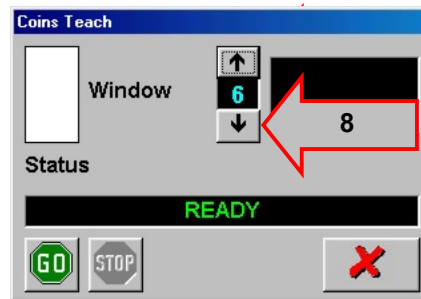 Coins Teach
Window
6
8
Status
READY
GO
STOP